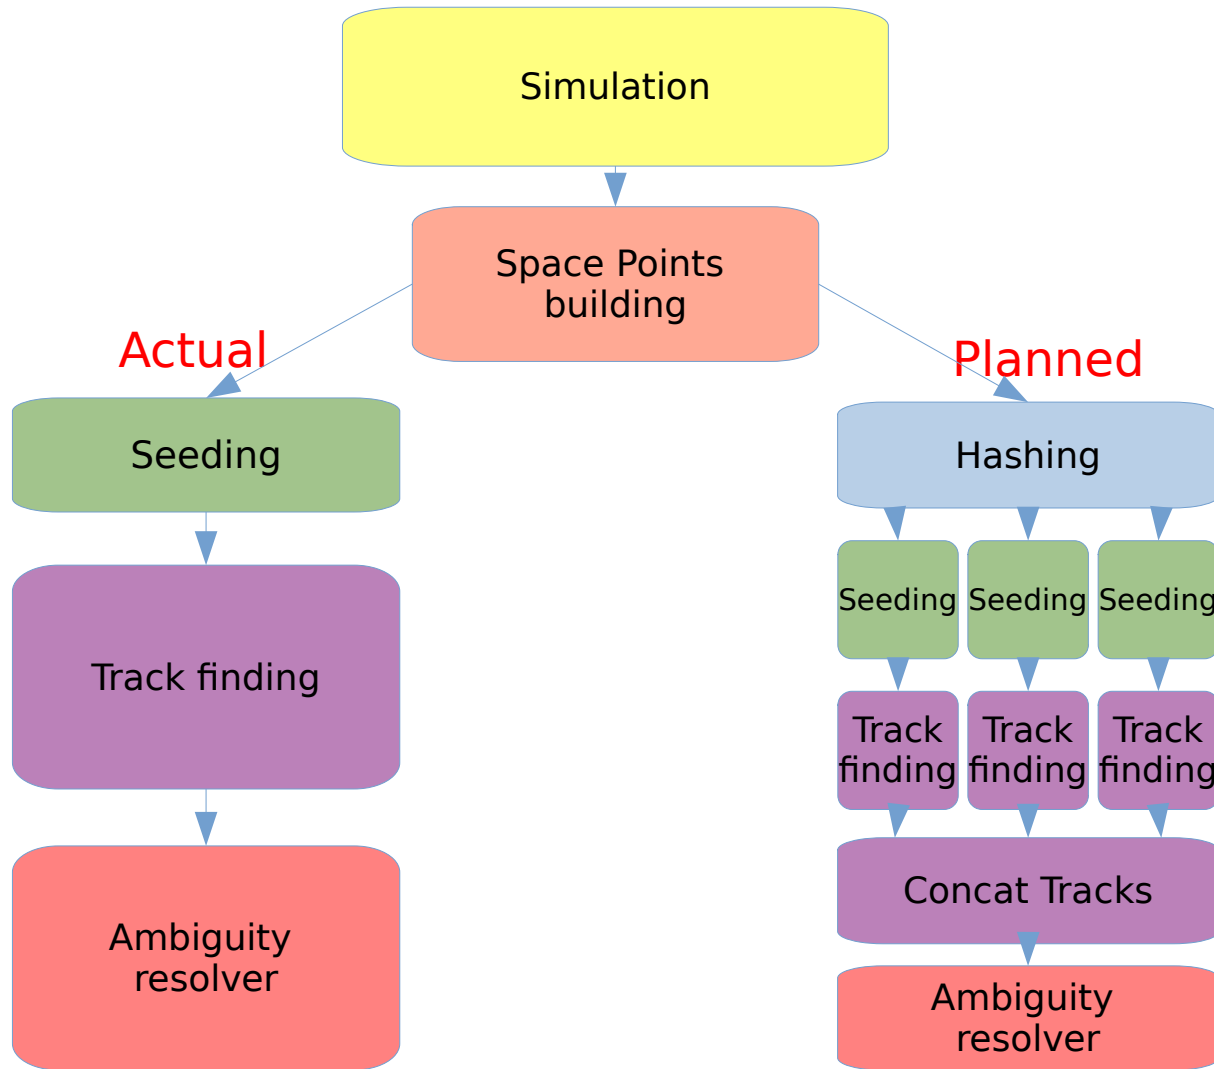 Simulation
Space Points
building
Actual
Planned
Seeding
Track finding
Ambiguity
resolver
Hashing
Seeding Seeding Seeding
Track Track Track
finding finding finding
Concat Tracks
Ambiguity
resolver